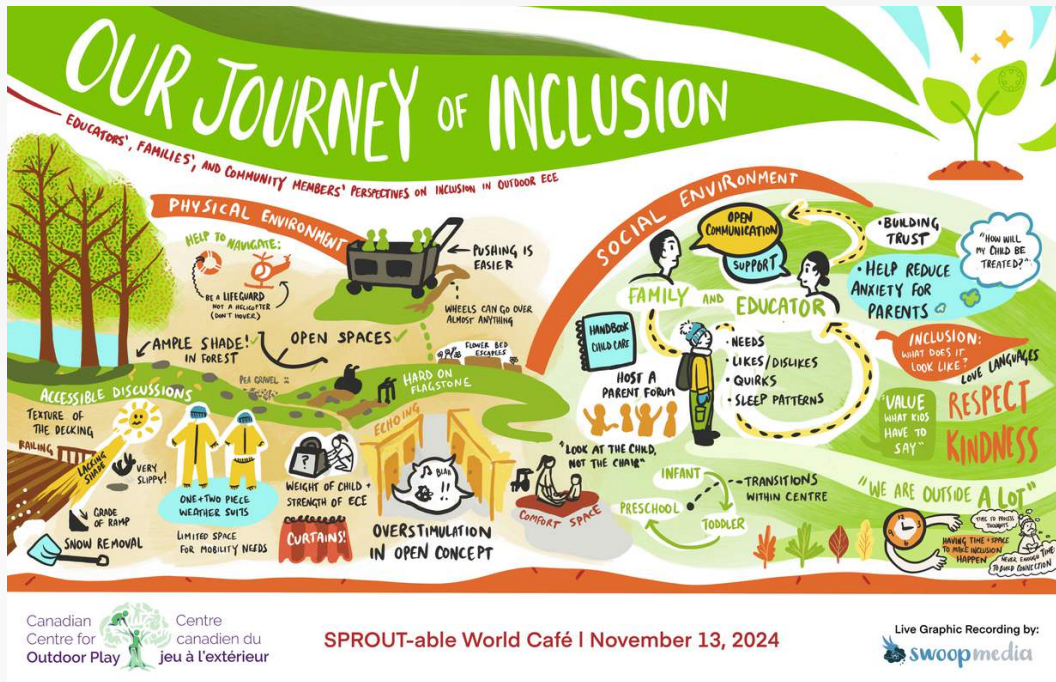 OUR JOURNEY OF INCLUSION
EDUCATORS', FAMILIES', AND COMMUNITY MEMBERS' PERSPECTIVES ON INCLUSION IN OUTDOOR ECE
PHYSICAL ENVIRONMENT
HELP TO NAVIGATE:
BE A LIFEGUARD
NOT A HELICOPTER
(DON'T HOVER)
PUSHING IS
EASIER
WHEELS CAN GO OVER
ALMOST ANYTHING
AMPLE SHADE!
IN FOREST
OPEN SPACES
PEA GRAVEL
FLOWER BED
ESCAPEES
HARD ON
FLAGSTONE
ACCESSIBLE DISCUSSIONS
TEXTURE OF
THE DECKING
RAILING
LACKING
SHADE
VERY
SLIPPY!
GRADE
OF RAMP
SNOW REMOVAL
ONE + TWO PIECE
WEATHER SUITS
LIMITED SPACE
FOR MOBILITY NEEDS
?
WEIGHT OF CHILD +
STRENGTH OF ECE
CURTAINS!
ECHOING
BLAH
OVERSTIMULATION
IN OPEN CONCEPT
"LOOK AT THE CHILD,
NOT THE CHAIR"
COMFORT SPACE
SOCIAL ENVIRONMENT
OPEN
COMMUNICATION
SUPPORT
FAMILY AND EDUCATOR
HANDBOOK
CHILD CARE
HOST A
PARENT FORUM
• NEEDS
• LIKES/DISLIKES
• QUIRKS
• SLEEP PATTERNS
INFANT
PRESCHOOL
TODDLER
TRANSITIONS
WITHIN CENTRE
• BUILDING
TRUST
• HELP REDUCE
ANXIETY FOR
PARENTS
"HOW WILL
MY CHILD BE
TREATED?"
INCLUSION:
WHAT DOES IT
LOOK LIKE?
LOVE LANGUAGES
"VALUE
WHAT KIDS
HAVE TO
SAY"
RESPECT
KINDNESS
"WE ARE OUTSIDE A LOT"
HAVING TIME + SPACE
TO MAKE INCLUSION
HAPPEN
TIME TO PROCESS
THOUGHTS
NEVER ENOUGH TIME
TO BUILD CONNECTION
Canadian
Centre for
Outdoor Play
Centre
canadien du
jeu à l'extérieur
SPROUT-able World Café | November 13, 2024
Live Graphic Recording by:
swoopmedia